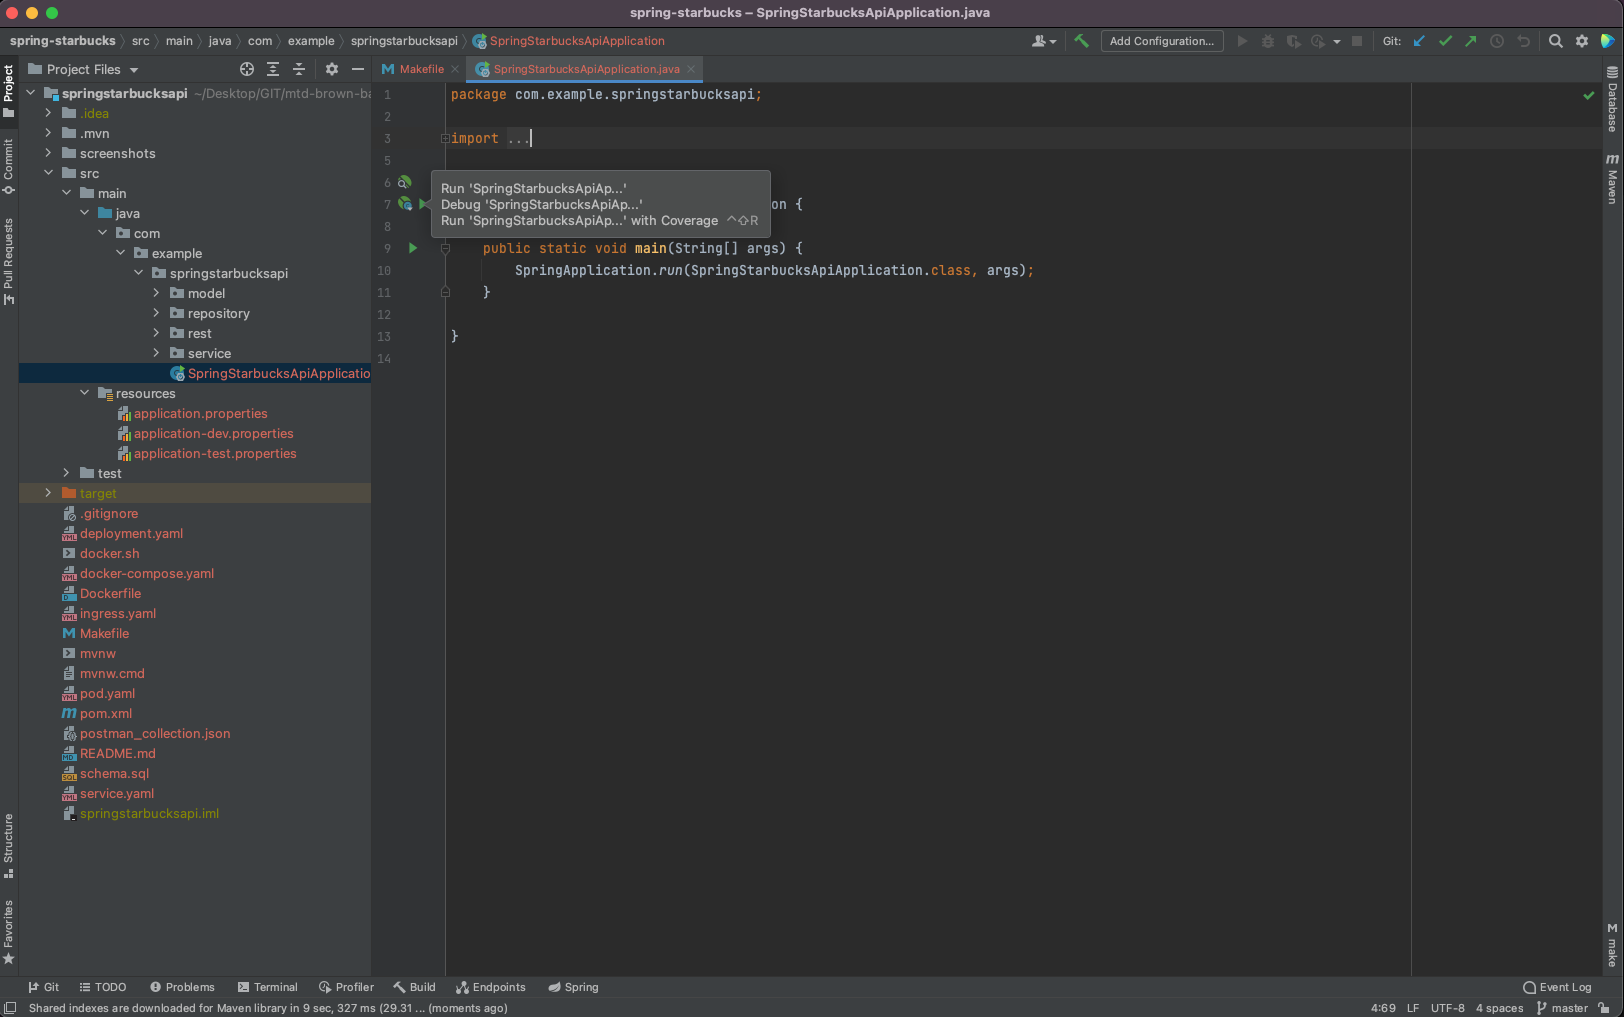 spring-starbucks – SpringStarbucksApiApplication.java
spring-starbucks src main java com example springstarbucksapi SpringStarbucksApiApplication
Add Configuration...
Git:
Project Files
Makefile
SpringStarbucksApiApplication.java
Project
Commit
Pull Requests
Structure
Favorites
springstarbucksapi ~/Desktop/GIT/mtd-brown-ba
.idea
.mvn
screenshots
src
main
java
com
example
springstarbucksapi
model
repository
rest
service
SpringStarbucksApiApplicatio
resources
application.properties
application-dev.properties
application-test.properties
test
target
.gitignore
deployment.yaml
docker.sh
docker-compose.yaml
Dockerfile
ingress.yaml
Makefile
mvnw
mvnw.cmd
pod.yaml
pom.xml
postman_collection.json
README.md
schema.sql
service.yaml
springstarbucksapi.iml
1 package com.example.springstarbucksapi;
2
3 import ...
5
6
7 on {
Run 'SpringStarbucksApiAp...'
Debug 'SpringStarbucksApiAp...'
Run 'SpringStarbucksApiAp...' with Coverage ^⇧R
8
9 public static void main(String[] args) {
10 SpringApplication.run(SpringStarbucksApiApplication.class, args);
11 }
12
13 }
14
Database
m Maven
M make
Git TODO Problems Terminal Profiler Build Endpoints Spring Event Log
Shared indexes are downloaded for Maven library in 9 sec, 327 ms (29.31 ... (moments ago)
4:69 LF UTF-8 4 spaces master